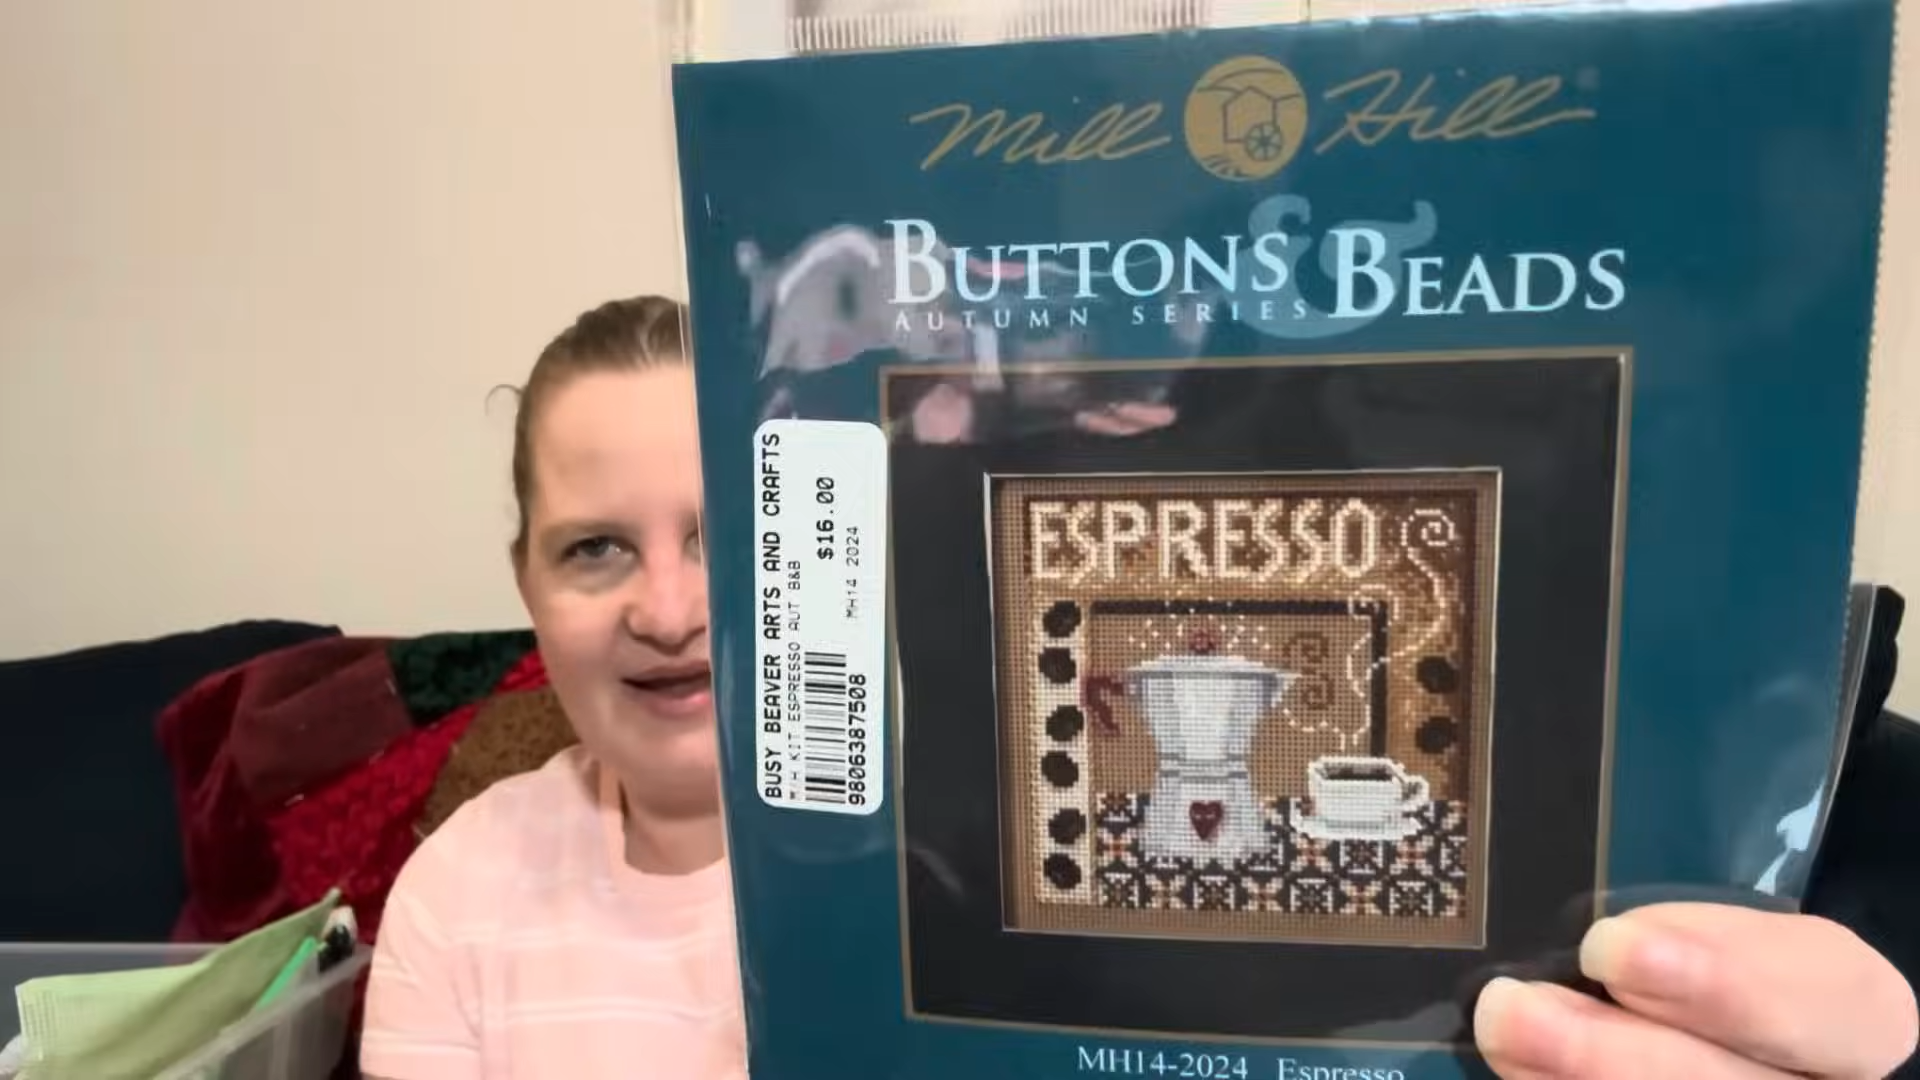 Mill Hill
BUTTONS & BEADS
AUTUMN SERIES
BUSY BEAVER ARTS AND CRAFTS
M/H KIT ESPRESSO AUT B&B
$16.00
MH14 2024
9806387508
ESPRESSO
MH14-2024 Espresso